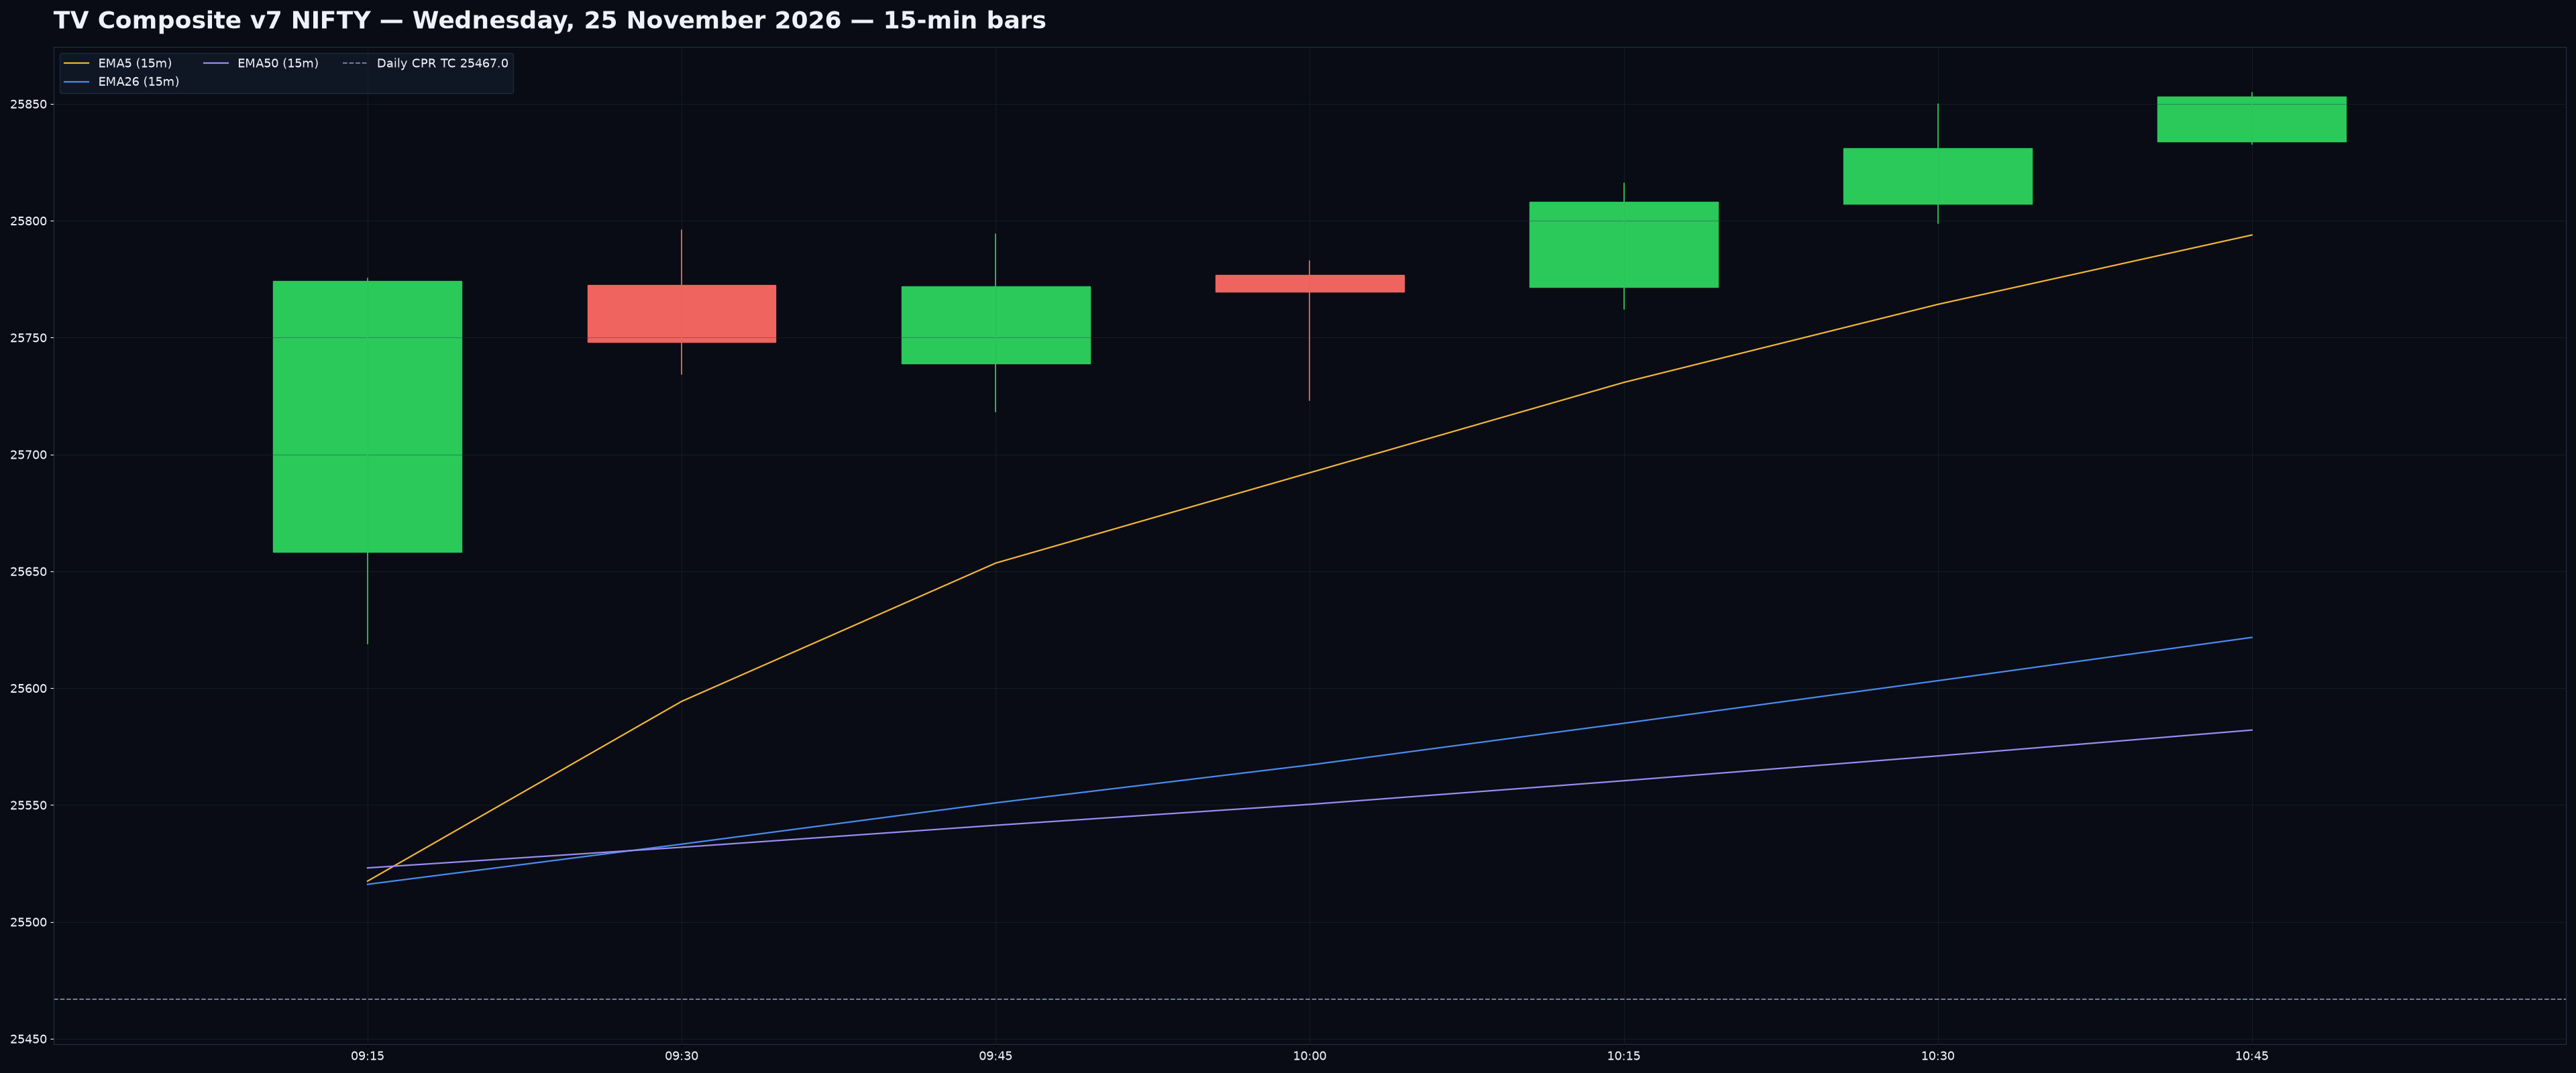 TV Composite v7 NIFTY — Wednesday, 25 November 2026 — 15-min bars
EMA5 (15m)
EMA26 (15m)
EMA50 (15m)
Daily CPR TC 25467.0
25850
25800
25750
25700
25650
25600
25550
25500
25450
09:15 09:30 09:45 10:00 10:15 10:30 10:45